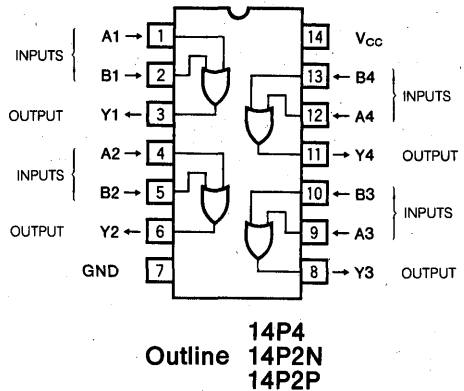 A1 → 1
14 VCC
INPUTS
B1 → 2
13 ← B4
INPUTS
OUTPUT Y1 ← 3
12 ← A4
A2 → 4
11 → Y4 OUTPUT
INPUTS
B2 → 5
10 ← B3
INPUTS
OUTPUT Y2 ← 6
9 ← A3
GND 7
8 → Y3 OUTPUT
Outline 14P4
14P2N
14P2P